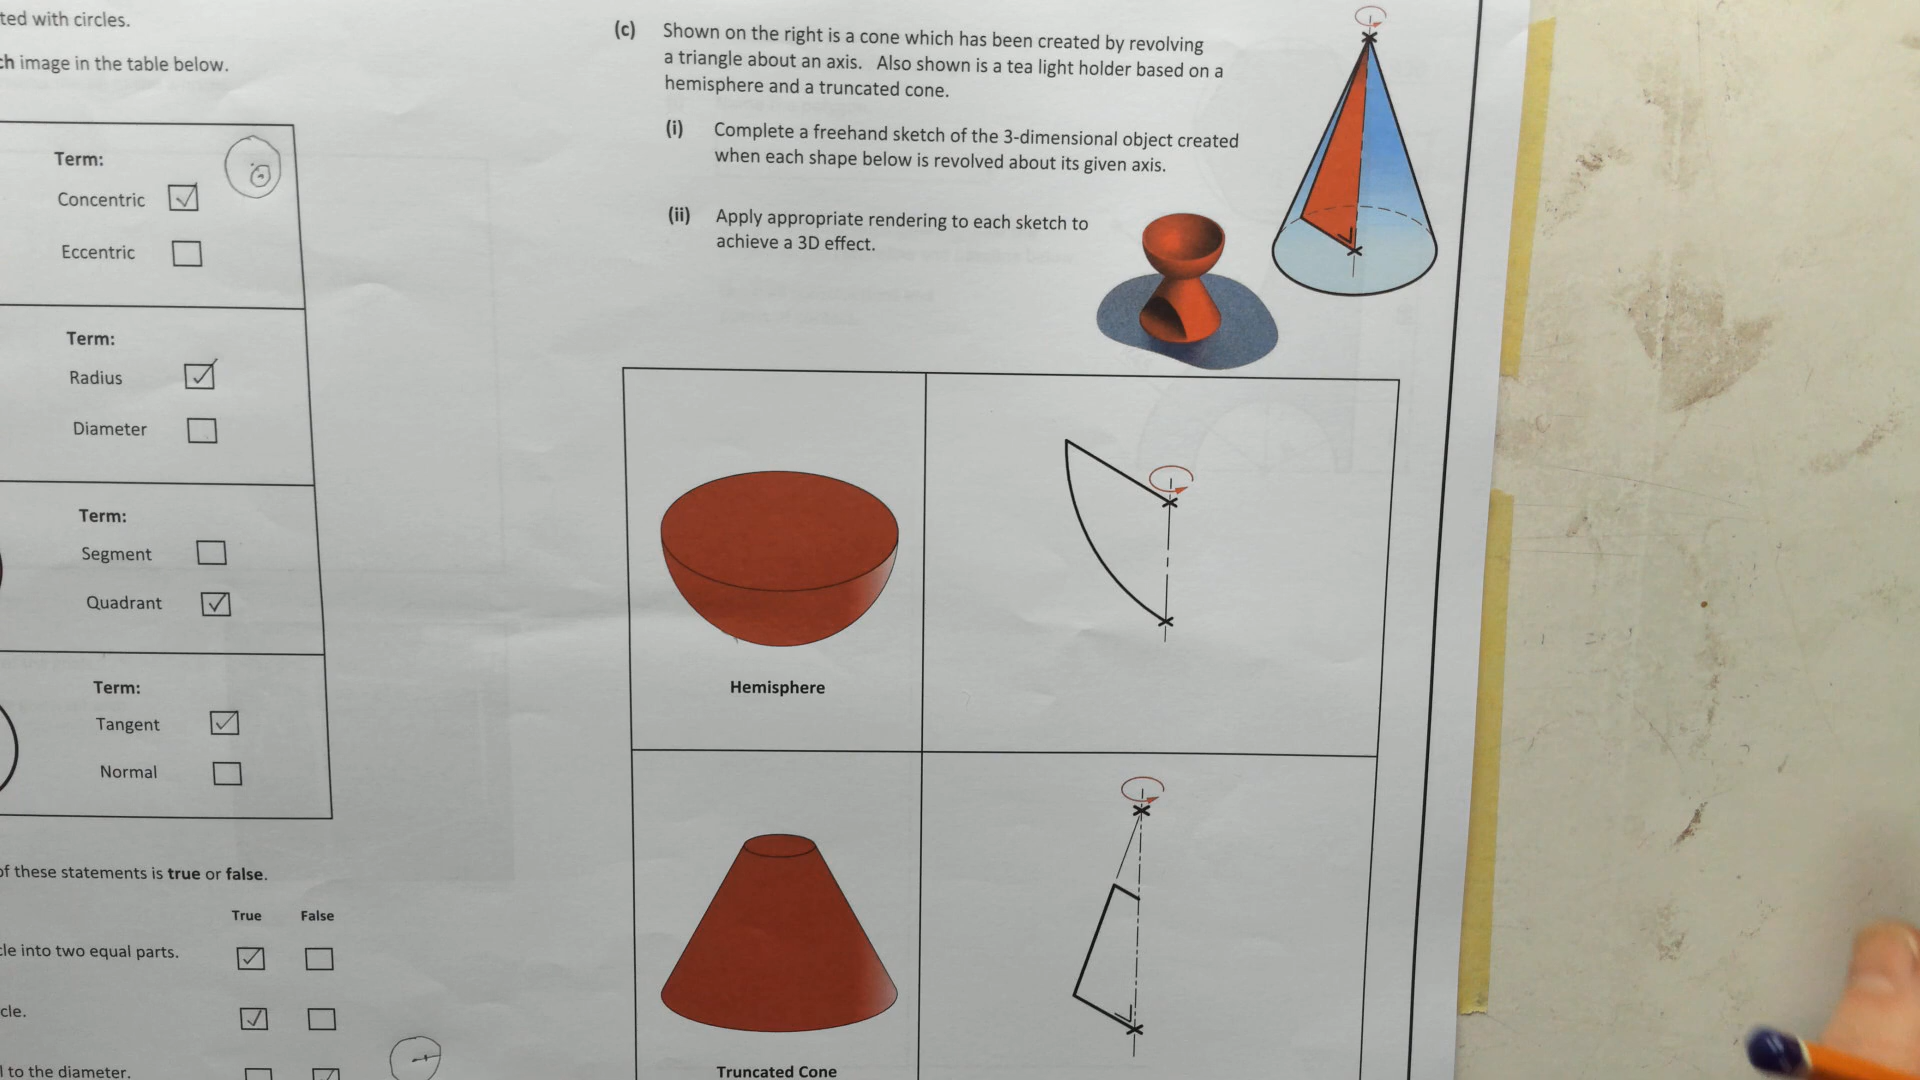 ted with circles.
ch image in the table below.
Term:
Concentric
Eccentric
Term:
Radius
Diameter
Term:
Segment
Quadrant
Term:
Tangent
Normal
of these statements is true or false.
True False
cle into two equal parts.
cle.
l to the diameter.
(c) Shown on the right is a cone which has been created by revolving
a triangle about an axis. Also shown is a tea light holder based on a
hemisphere and a truncated cone.
(i) Complete a freehand sketch of the 3-dimensional object created
when each shape below is revolved about its given axis.
(ii) Apply appropriate rendering to each sketch to
achieve a 3D effect.
Hemisphere
Truncated Cone